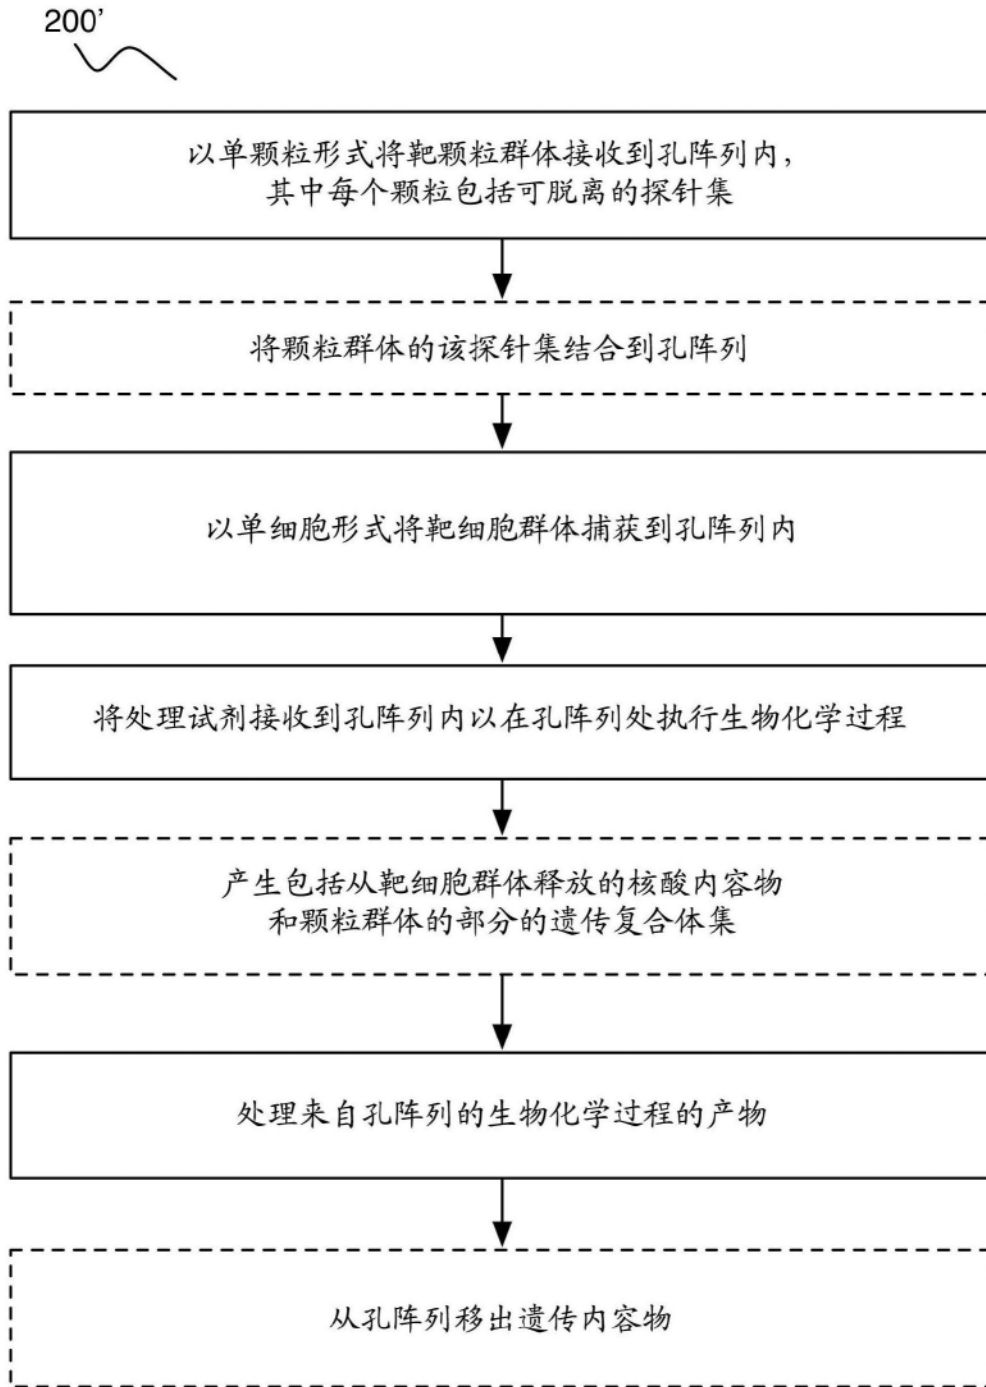 200’
以单颗粒形式将靶颗粒群体接收到孔阵列内，
其中每个颗粒包括可脱离的探针集
将颗粒群体的该探针集结合到孔阵列
以单细胞形式将靶细胞群体捕获到孔阵列内
将处理试剂接收到孔阵列内以在孔阵列处执行生物化学过程
产生包括从靶细胞群体释放的核酸内容物
和颗粒群体的部分的遗传复合体集
处理来自孔阵列的生物化学过程的产物
从孔阵列移出遗传内容物